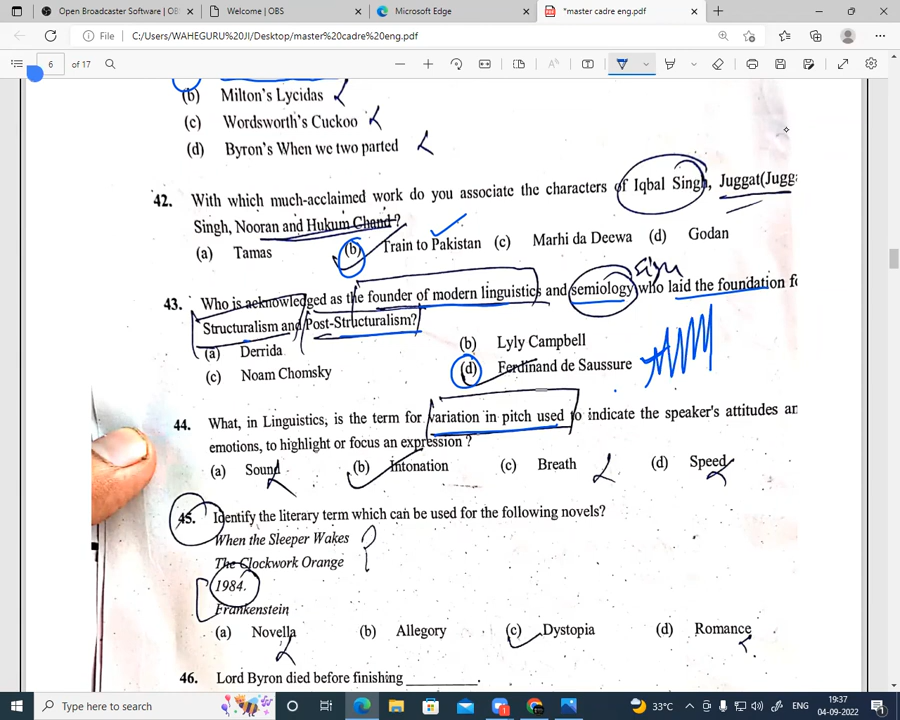 Open Broadcaster Software | OBS
Welcome | OBS
Microsoft Edge
*master cadre eng.pdf
File
C:/Users/WAHEGURU%20JI/Desktop/master%20cadre%20eng.pdf
6 of 17
(b) Milton's Lycidas
(c) Wordsworth's Cuckoo
(d) Byron's When we two parted
42. With which much-acclaimed work do you associate the characters of Iqbal Singh, Juggat(Jugg
Singh, Nooran and Hukum Chand?
(a) Tamas (b) Train to Pakistan (c) Marhi da Deewa (d) Godan
sign
43. Who is acknowledged as the founder of modern linguistics and semiology who laid the foundation fo
Structuralism and Post-Structuralism?
(a) Derrida (b) Lyly Campbell
(c) Noam Chomsky (d) Ferdinand de Saussure
44. What, in Linguistics, is the term for variation in pitch used to indicate the speaker's attitudes an
emotions, to highlight or focus an expression ?
(a) Sound (b) Intonation (c) Breath (d) Speed
45. Identify the literary term which can be used for the following novels?
When the Sleeper Wakes
The Clockwork Orange
1984.
Frankenstein
(a) Novella (b) Allegory (c) Dystopia (d) Romance
46. Lord Byron died before finishing ________.
Type here to search
33°C
19:37
04-09-2022